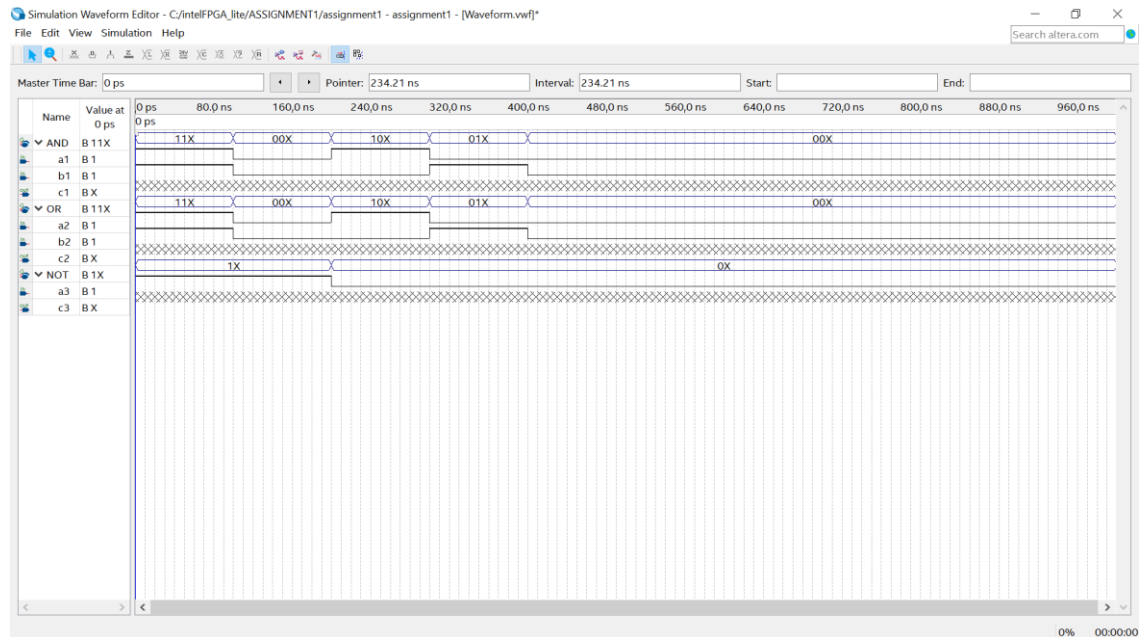 Simulation Waveform Editor - C:/intelFPGA_lite/ASSIGNMENT1/assignment1 - assignment1 - [Waveform.vwf]*
File Edit View Simulation Help
Search altera.com
Master Time Bar: 0 ps Pointer: 234.21 ns Interval: 234.21 ns Start: End:
Name Value at 0 ps
0 ps 80,0 ns 160,0 ns 240,0 ns 320,0 ns 400,0 ns 480,0 ns 560,0 ns 640,0 ns 720,0 ns 800,0 ns 880,0 ns 960,0 ns
0 ps
AND B 11X 11X 00X 10X 01X 00X
a1 B 1
b1 B 1
c1 B X
OR B 11X 11X 00X 10X 01X 00X
a2 B 1
b2 B 1
c2 B X
NOT B 1X 1X 0X
a3 B 1
c3 B X
0% 00:00:00